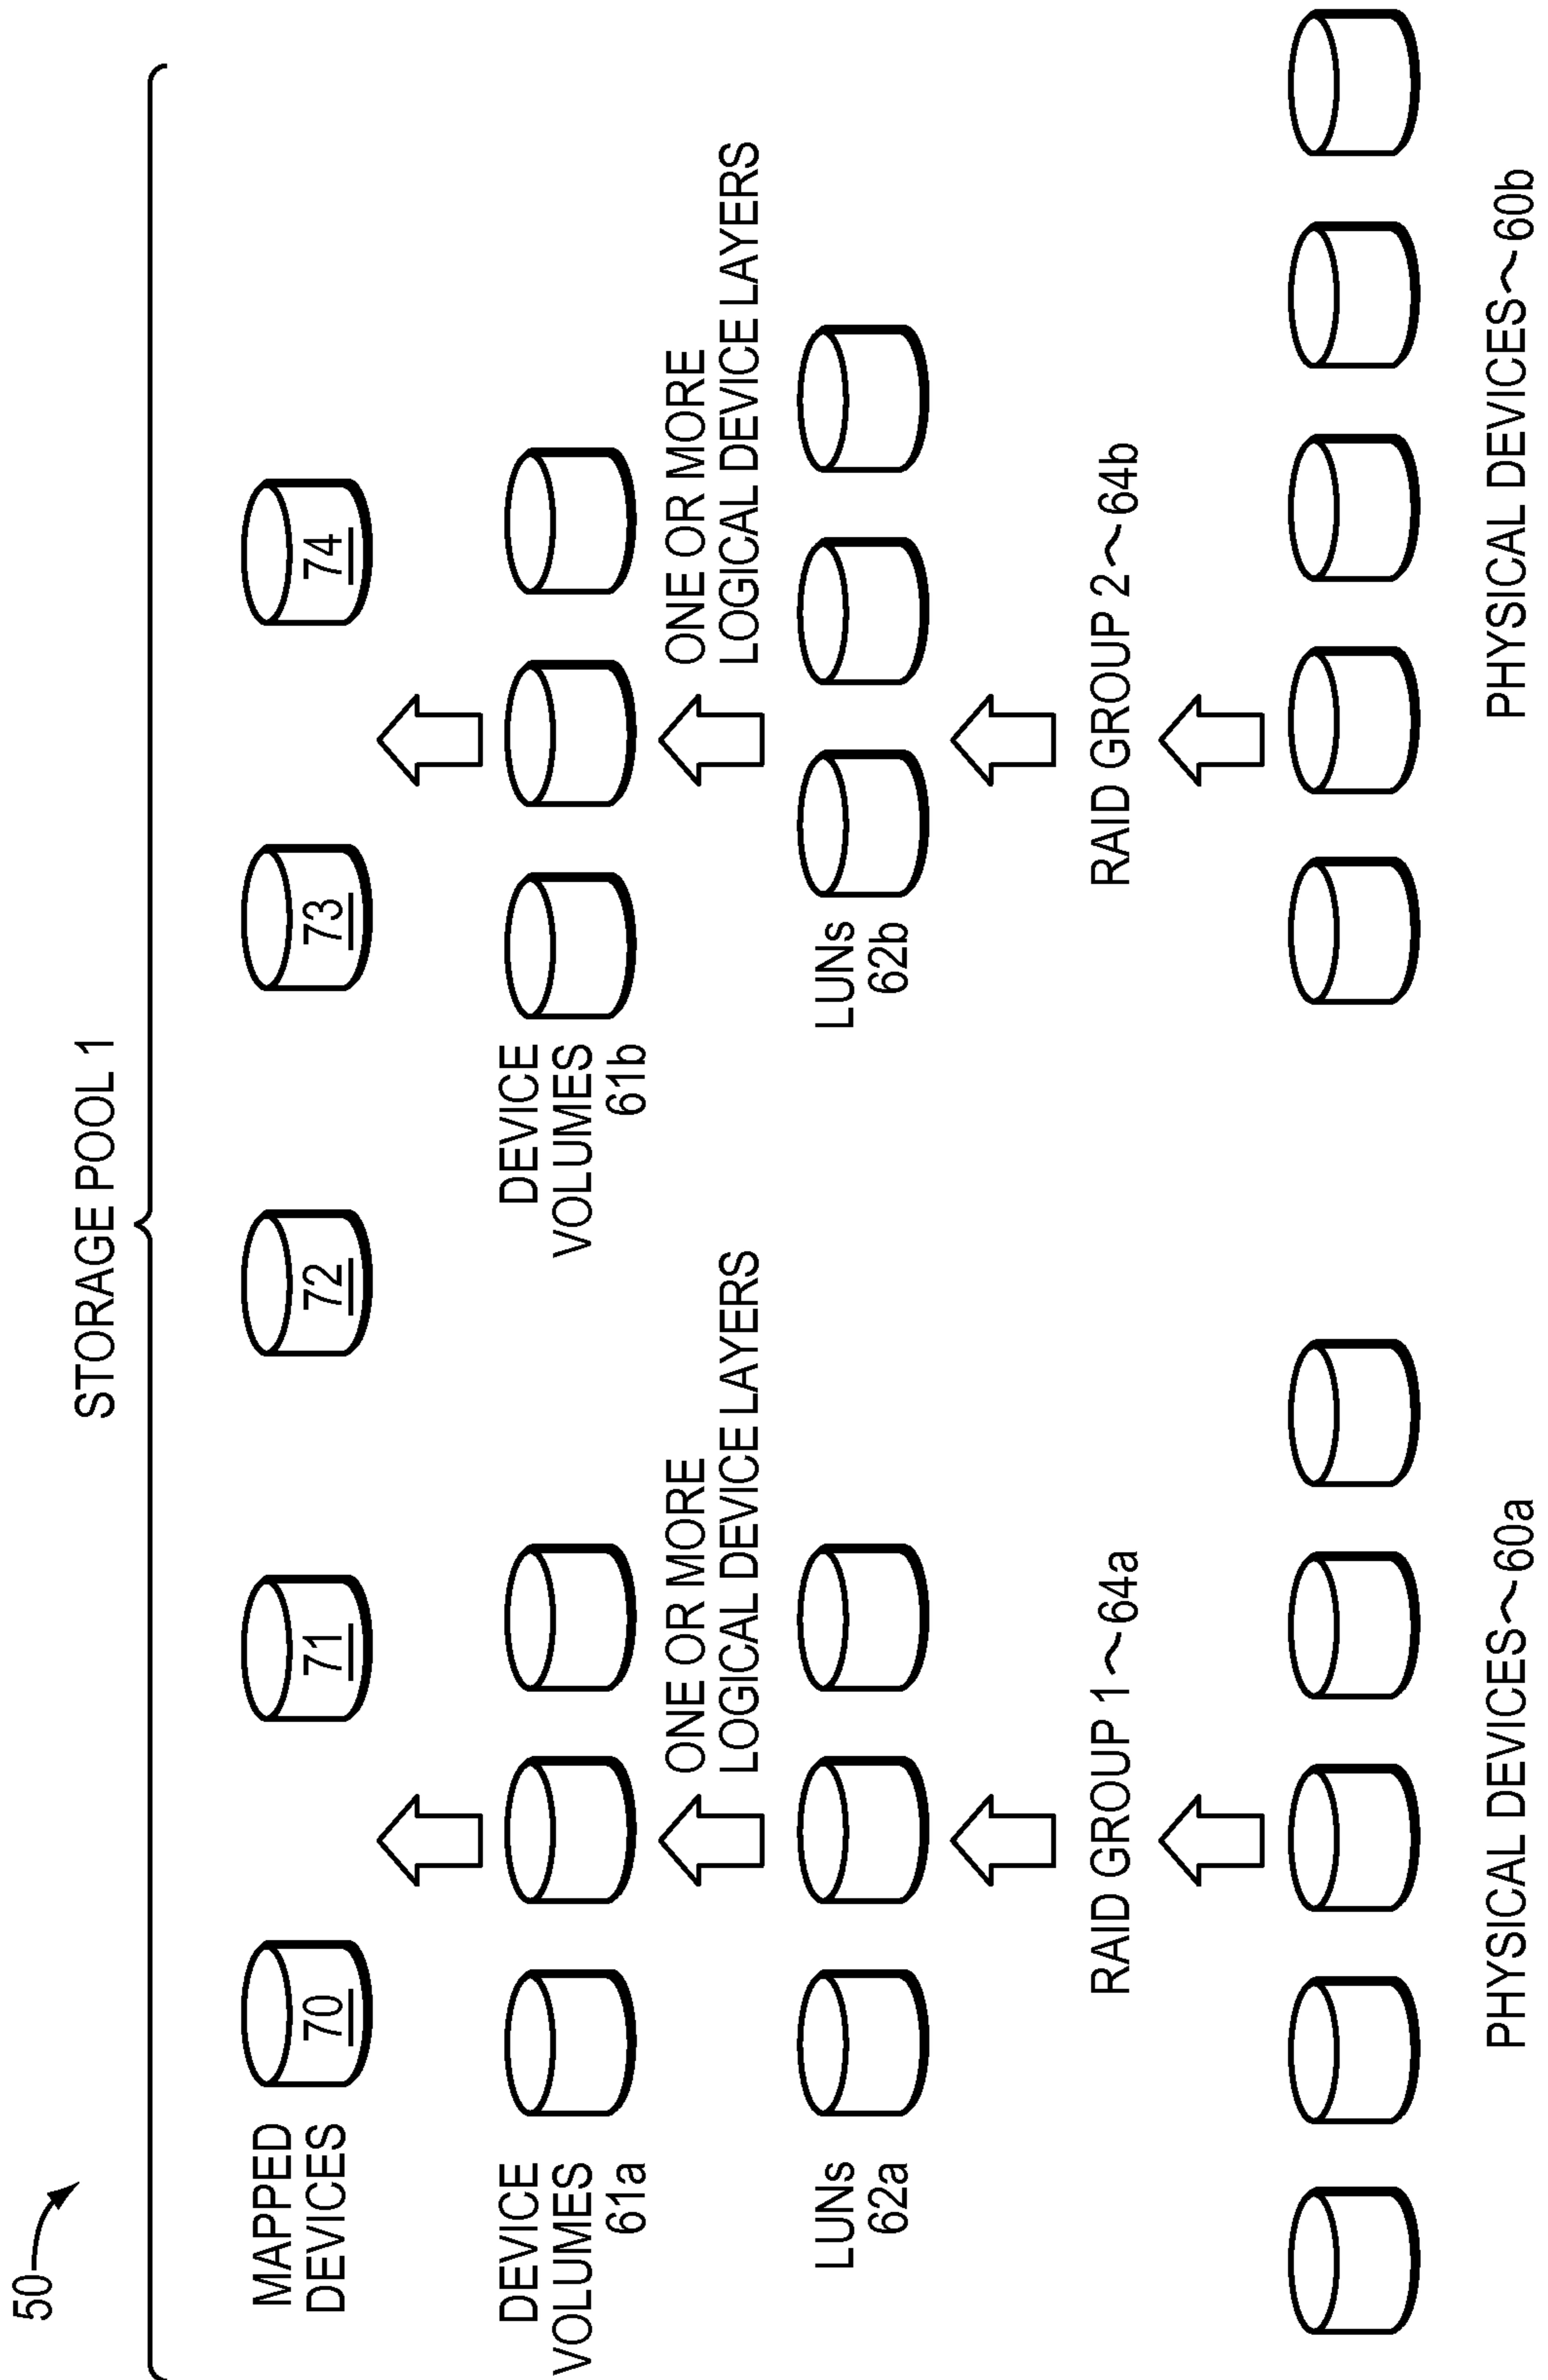 50
STORAGE POOL 1
MAPPED
DEVICES
70
71
72
73
74
DEVICE
VOLUMES
61a
DEVICE
VOLUMES
61b
ONE OR MORE
LOGICAL DEVICE LAYERS
ONE OR MORE
LOGICAL DEVICE LAYERS
LUNs
62a
LUNs
62b
RAID GROUP 1~64a
RAID GROUP 2~64b
PHYSICAL DEVICES~60a
PHYSICAL DEVICES~60b